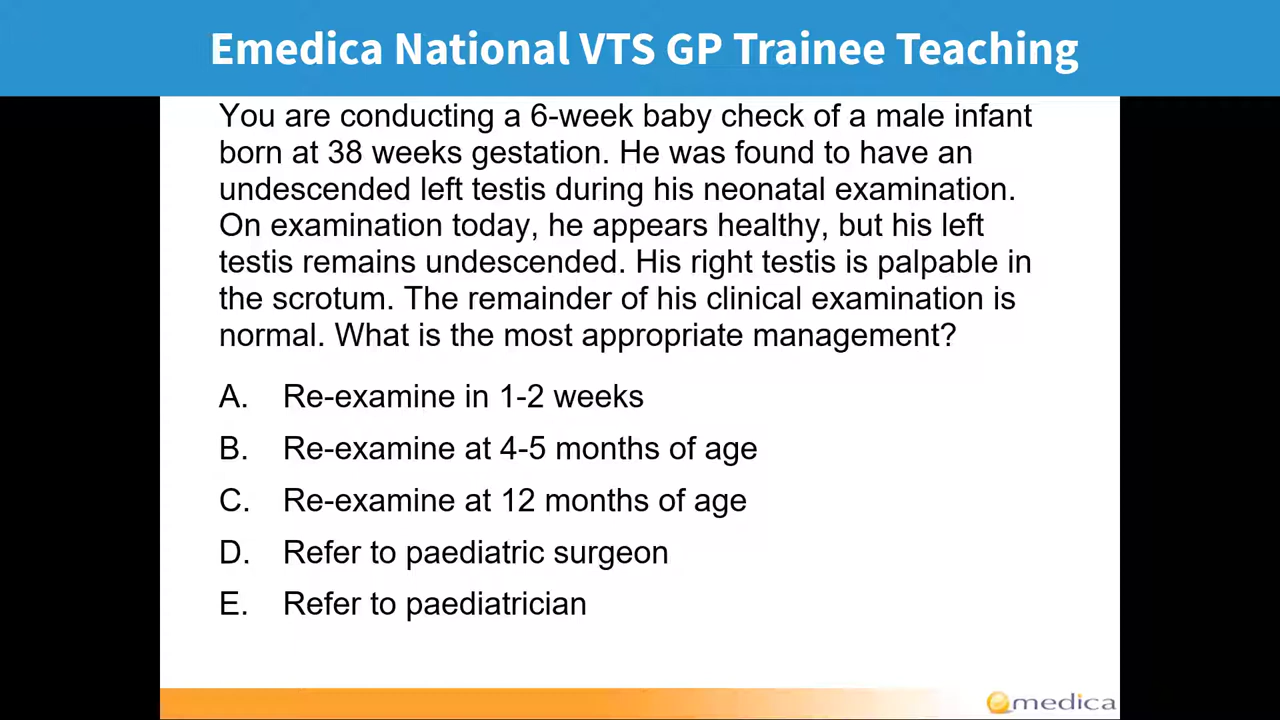 Emedica National VTS GP Trainee Teaching
You are conducting a 6-week baby check of a male infant
born at 38 weeks gestation. He was found to have an
undescended left testis during his neonatal examination.
On examination today, he appears healthy, but his left
testis remains undescended. His right testis is palpable in
the scrotum. The remainder of his clinical examination is
normal. What is the most appropriate management?
A. Re-examine in 1-2 weeks
B. Re-examine at 4-5 months of age
C. Re-examine at 12 months of age
D. Refer to paediatric surgeon
E. Refer to paediatrician
emedica